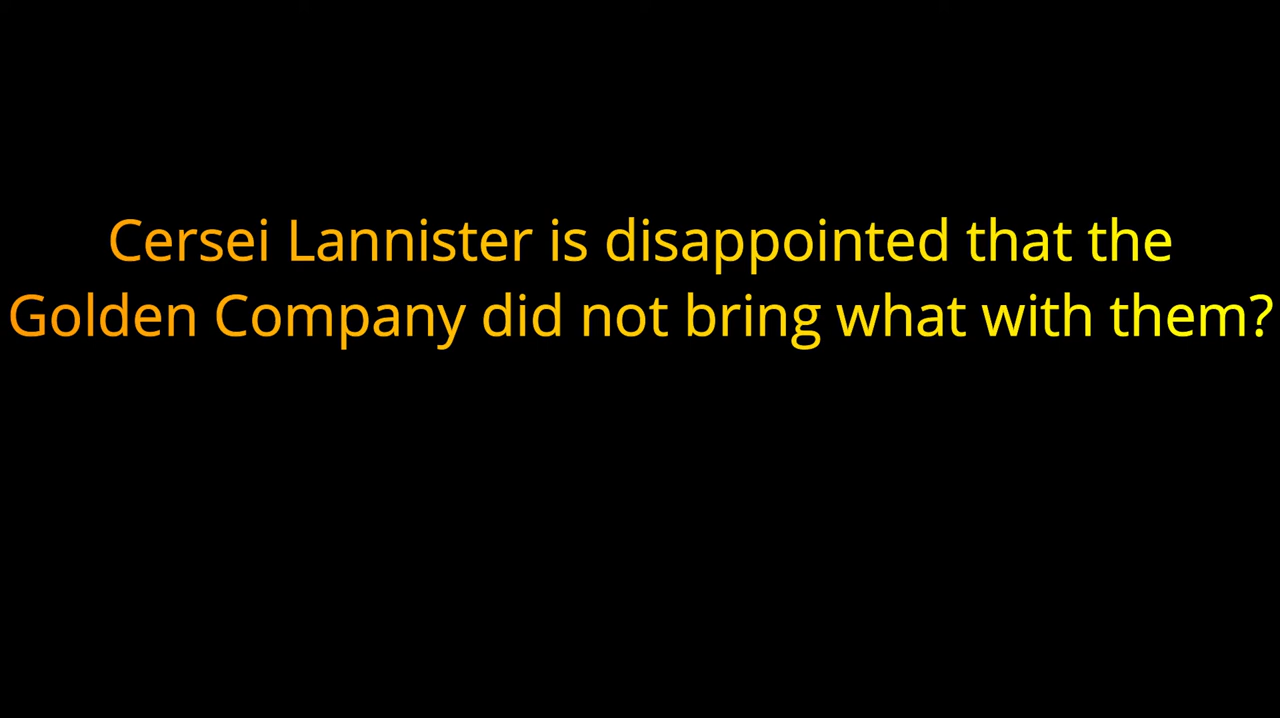 Cersei Lannister is disappointed that the
Golden Company did not bring what with them?